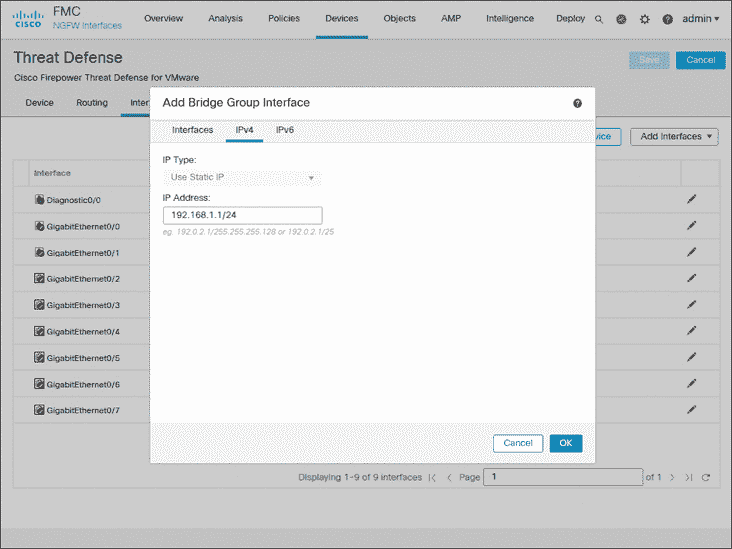 CISCO
FMC
NGFW Interfaces
Overview
Analysis
Policies
Devices
Objects
AMP
Intelligence
Deploy
admin
Threat Defense
Save
Cancel
Cisco Firepower Threat Defense for VMware
Device
Routing
Inter
vice
Add Interfaces
Add Bridge Group Interface
Interfaces
IPv4
IPv6
IP Type:
Use Static IP
IP Address:
192.168.1.1/24
eg. 192.0.2.1/255.255.255.128 or 192.0.2.1/25
Interface
Diagnostic0/0
GigabitEthernet0/0
GigabitEthernet0/1
GigabitEthernet0/2
GigabitEthernet0/3
GigabitEthernet0/4
GigabitEthernet0/5
GigabitEthernet0/6
GigabitEthernet0/7
Cancel
OK
Displaying 1-9 of 9 interfaces
Page
1
of 1